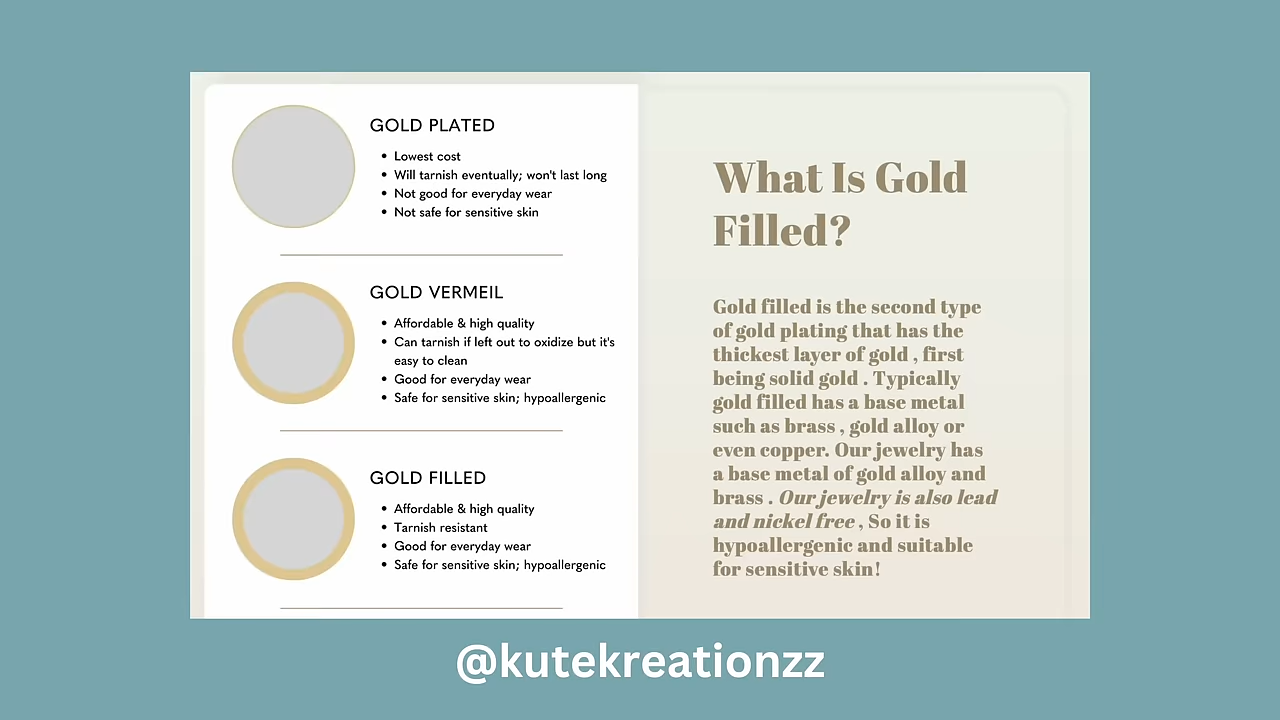 GOLD PLATED
• Lowest cost
• Will tarnish eventually; won't last long
• Not good for everyday wear
• Not safe for sensitive skin
GOLD VERMEIL
• Affordable & high quality
• Can tarnish if left out to oxidize but it's
easy to clean
• Good for everyday wear
• Safe for sensitive skin; hypoallergenic
GOLD FILLED
• Affordable & high quality
• Tarnish resistant
• Good for everyday wear
• Safe for sensitive skin; hypoallergenic
What Is Gold
Filled?
Gold filled is the second type
of gold plating that has the
thickest layer of gold , first
being solid gold . Typically
gold filled has a base metal
such as brass , gold alloy or
even copper. Our jewelry has
a base metal of gold alloy and
brass . Our jewelry is also lead
and nickel free , So it is
hypoallergenic and suitable
for sensitive skin!
@kutekreationzz